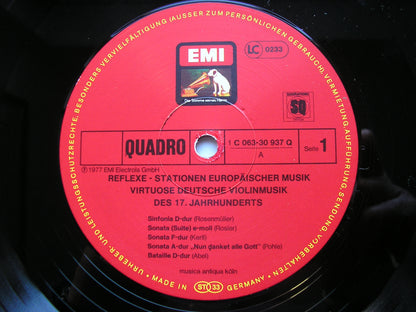 EMI
LC 0233
Die Stimme seines Herrn
SQ
QUADRO
1 C 063-30 937 Q
A
Seite 1
Ⓟ 1977 EMI Electrola GmbH
REFLEXE • STATIONEN EUROPÄISCHER MUSIK
VIRTUOSE DEUTSCHE VIOLINMUSIK
DES 17. JAHRHUNDERTS
Sinfonia D-dur (Rosenmüller)
Sonata (Suite) e-moll (Rosier)
Sonata F-dur (Kerll)
Sonata A-dur „Nun danket alle Gott" (Pohle)
Bataille D-dur (Abel)
musica antiqua köln
URHEBER- UND LEISTUNGSSCHUTZRECHTE, BESONDERS VERVIELFÄLTIGUNG (AUSSER ZUM PERSÖNLICHEN GEBRAUCH), VERMIETUNG, AUFFÜHRUNG, SENDUNG, VORBEHALTEN
• MADE IN GERMANY •
STEREO 33